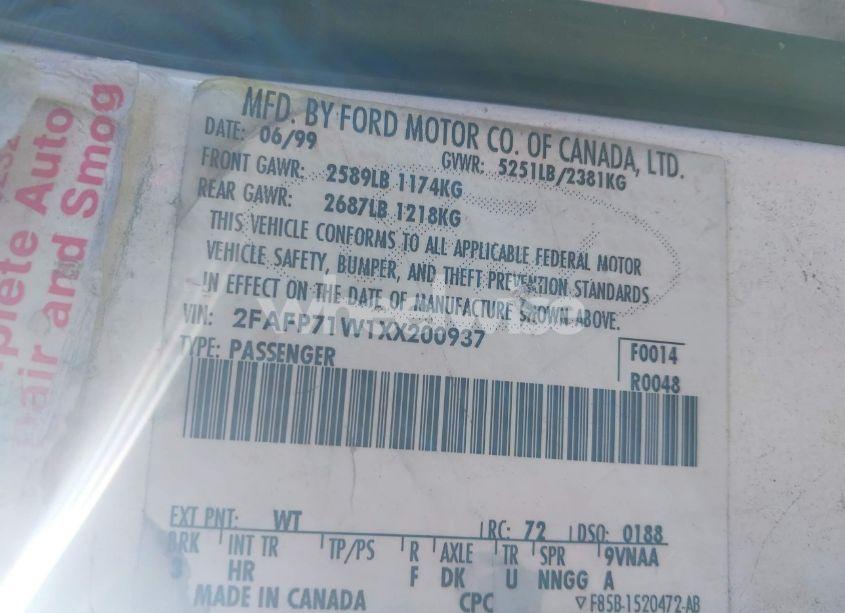 MFD. BY FORD MOTOR CO. OF CANADA, LTD.
DATE: 06/99 GVWR: 5251LB/2381KG
FRONT GAWR: 2589LB 1174KG
REAR GAWR: 2687LB 1218KG
THIS VEHICLE CONFORMS TO ALL APPLICABLE FEDERAL MOTOR
VEHICLE SAFETY, BUMPER, AND THEFT PREVENTION STANDARDS
IN EFFECT ON THE DATE OF MANUFACTURE SHOWN ABOVE.
VIN: 2FAFP71W1XX200937
TYPE: PASSENGER
F0014
R0048
EXT PNT: WT RC: 72 DSO: 0188
BRK INT TR TP/PS R AXLE TR SPR 9VNAA
3 HR F DK U NNGG A
MADE IN CANADA CPC ▽F85B-1520472-AB
plete Auto
pair and Smog
wheelwise